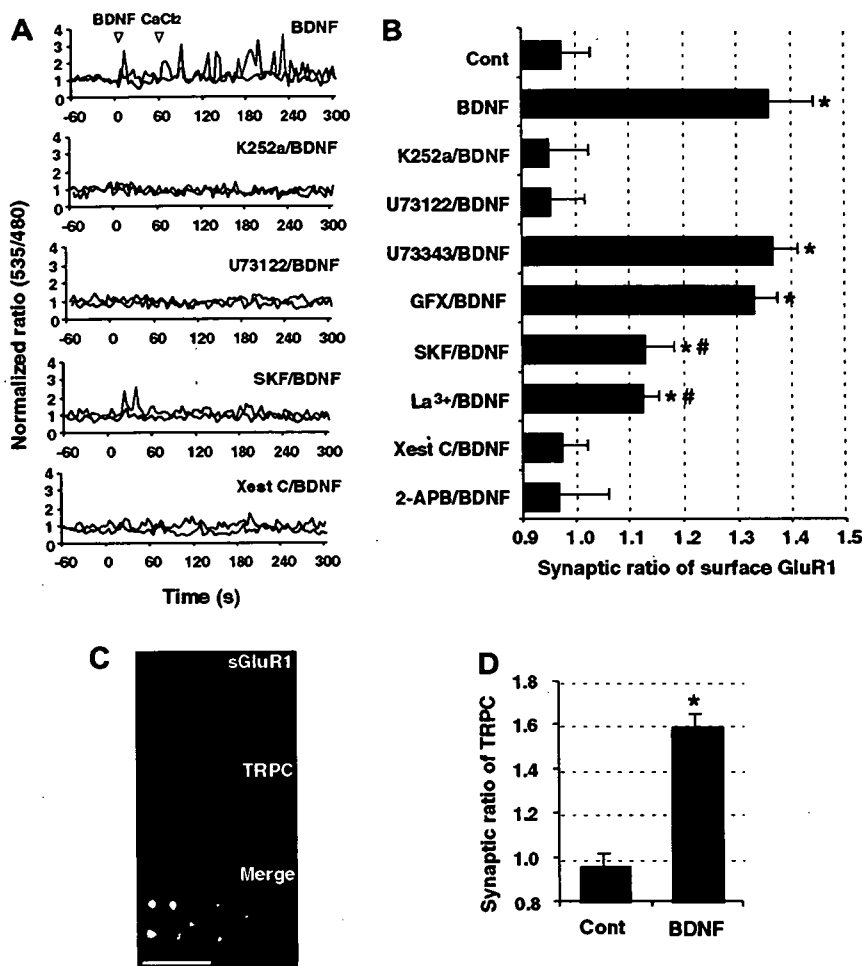 A
BDNF CaCl2
BDNF
4
3
2
1
0
-60 0 60 120 180 240 300
K252a/BDNF
4
3
2
1
0
-60 0 60 120 180 240 300
U73122/BDNF
4
3
2
1
0
-60 0 60 120 180 240 300
SKF/BDNF
4
3
2
1
0
-60 0 60 120 180 240 300
Xest C/BDNF
4
3
2
1
0
-60 0 60 120 180 240 300
Normalized ratio (535/480)
Time (s)
B
Cont
BDNF *
K252a/BDNF
U73122/BDNF
U73343/BDNF *
GFX/BDNF *
SKF/BDNF * #
La3+/BDNF * #
Xest C/BDNF
2-APB/BDNF
0.9 1.0 1.1 1.2 1.3 1.4 1.5
Synaptic ratio of surface GluR1
C
sGluR1
TRPC
Merge
D
Synaptic ratio of TRPC
1.8
1.6
1.4
1.2
1.0
0.8
*
Cont BDNF